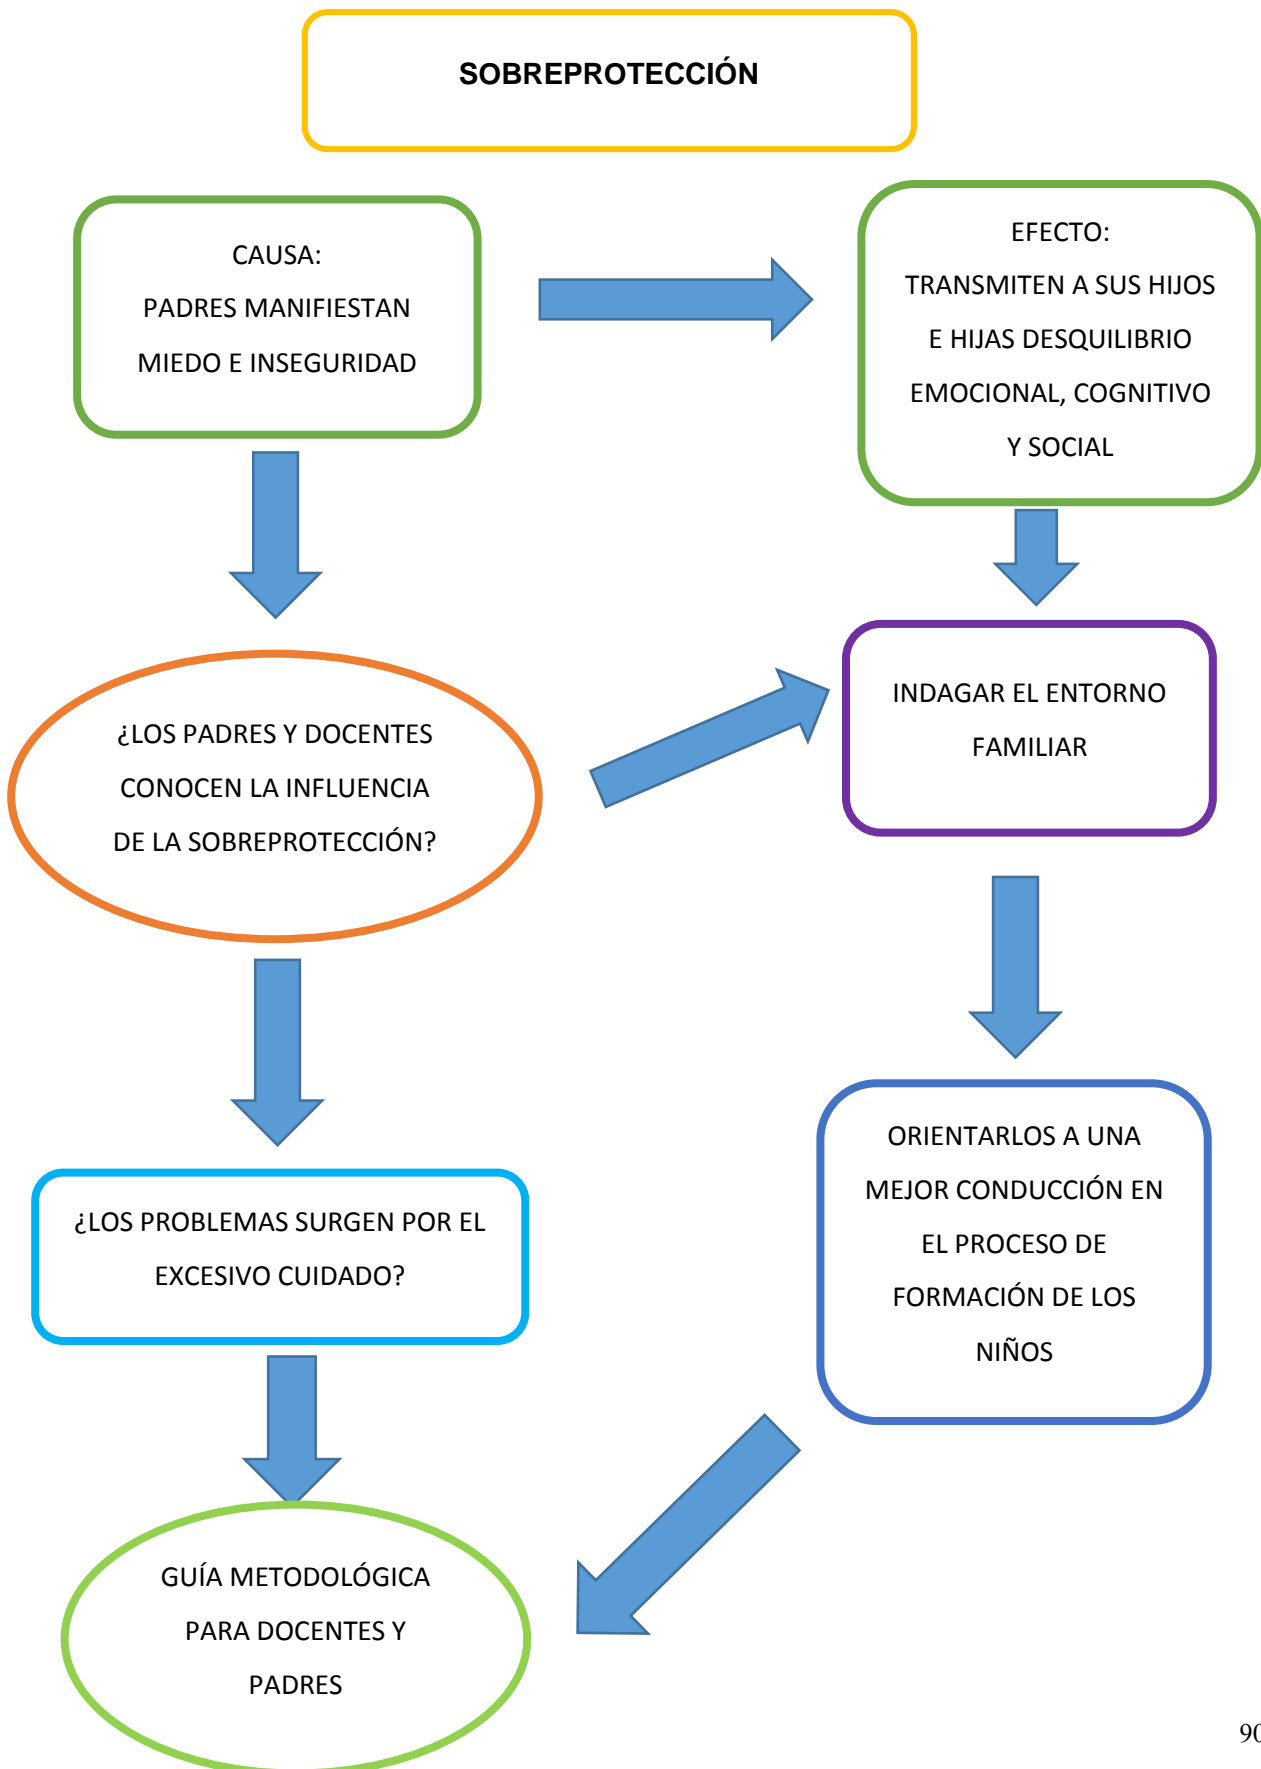 SOBREPROTECCIÓN
CAUSA:
PADRES MANIFIESTAN
MIEDO E INSEGURIDAD
EFECTO:
TRANSMITEN A SUS HIJOS
E HIJAS DESQUILIBRIO
EMOCIONAL, COGNITIVO
Y SOCIAL
¿LOS PADRES Y DOCENTES
CONOCEN LA INFLUENCIA
DE LA SOBREPROTECCIÓN?
INDAGAR EL ENTORNO
FAMILIAR
¿LOS PROBLEMAS SURGEN POR EL
EXCESIVO CUIDADO?
ORIENTARLOS A UNA
MEJOR CONDUCCIÓN EN
EL PROCESO DE
FORMACIÓN DE LOS
NIÑOS
GUÍA METODOLÓGICA
PARA DOCENTES Y
PADRES
90